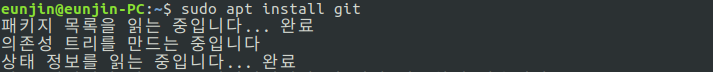 eunjin@eunjin-PC:~$ sudo apt install git
패키지 목록을 읽는 중입니다... 완료
의존성 트리를 만드는 중입니다
상태 정보를 읽는 중입니다... 완료